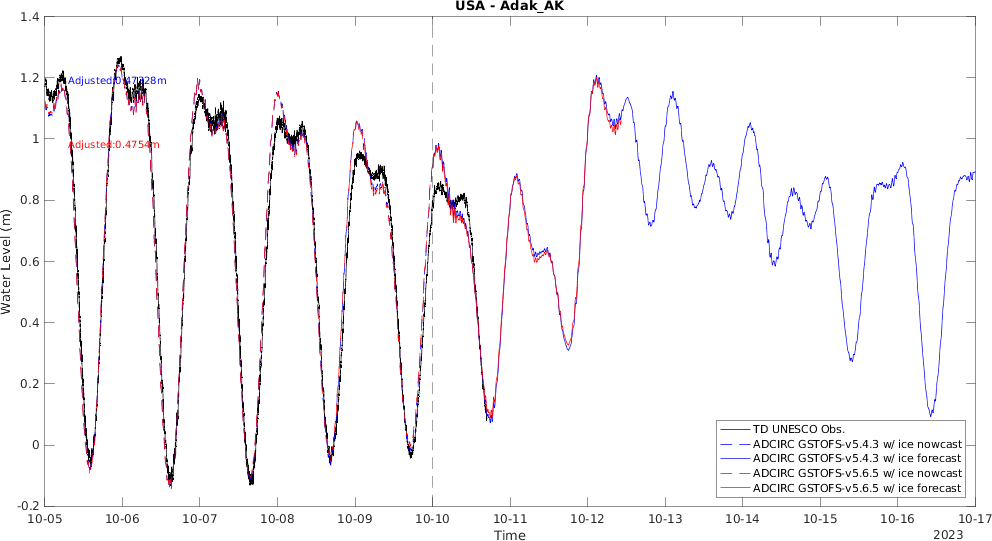 USA - Adak_AK
1.4
1.2
1
0.8
0.6
0.4
0.2
0
-0.2
Water Level (m)
Adjusted:0.47328m
Adjusted:0.4754m
TD UNESCO Obs.
ADCIRC GSTOFS-v5.4.3 w/ ice nowcast
ADCIRC GSTOFS-v5.4.3 w/ ice forecast
ADCIRC GSTOFS-v5.6.5 w/ ice nowcast
ADCIRC GSTOFS-v5.6.5 w/ ice forecast
10-05 10-06 10-07 10-08 10-09 10-10 10-11 10-12 10-13 10-14 10-15 10-16 10-17
Time
2023